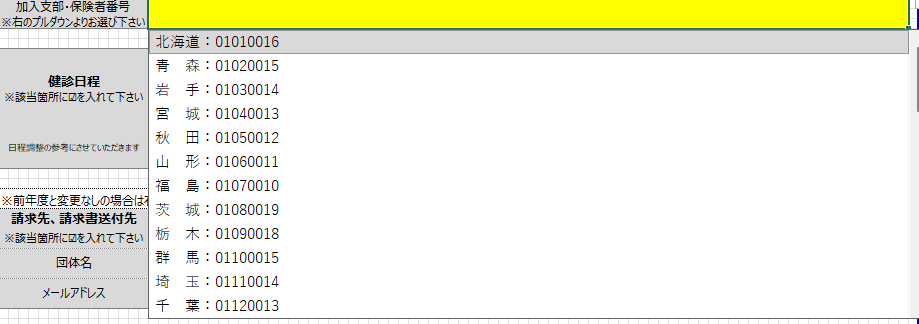 加入支部・保険者番号
※右のプルダウンよりお選び下さい
北海道：01010016
青　森：01020015
岩　手：01030014
宮　城：01040013
秋　田：01050012
山　形：01060011
福　島：01070010
茨　城：01080019
栃　木：01090018
群　馬：01100015
埼　玉：01110014
千　葉：01120013
健診日程
※該当箇所に☑を入れて下さい
日程調整の参考にさせていただきます
※前年度と変更なしの場合は
請求先、請求書送付先
※該当箇所に☑を入れて下さい
団体名
メールアドレス